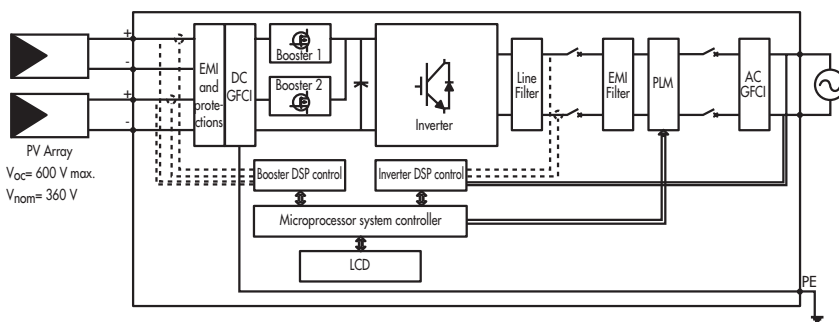 +
-
+
-
PV Array
Voc= 600 V max.
Vnom= 360 V
EMI
and
prote-
ctions
DC
GFCI
Booster 1
Booster 2
Inverter
Line
Filter
EMI
Filter
PLM
AC
GFCI
Booster DSP control
Inverter DSP control
Microprocessor system controller
LCD
PE